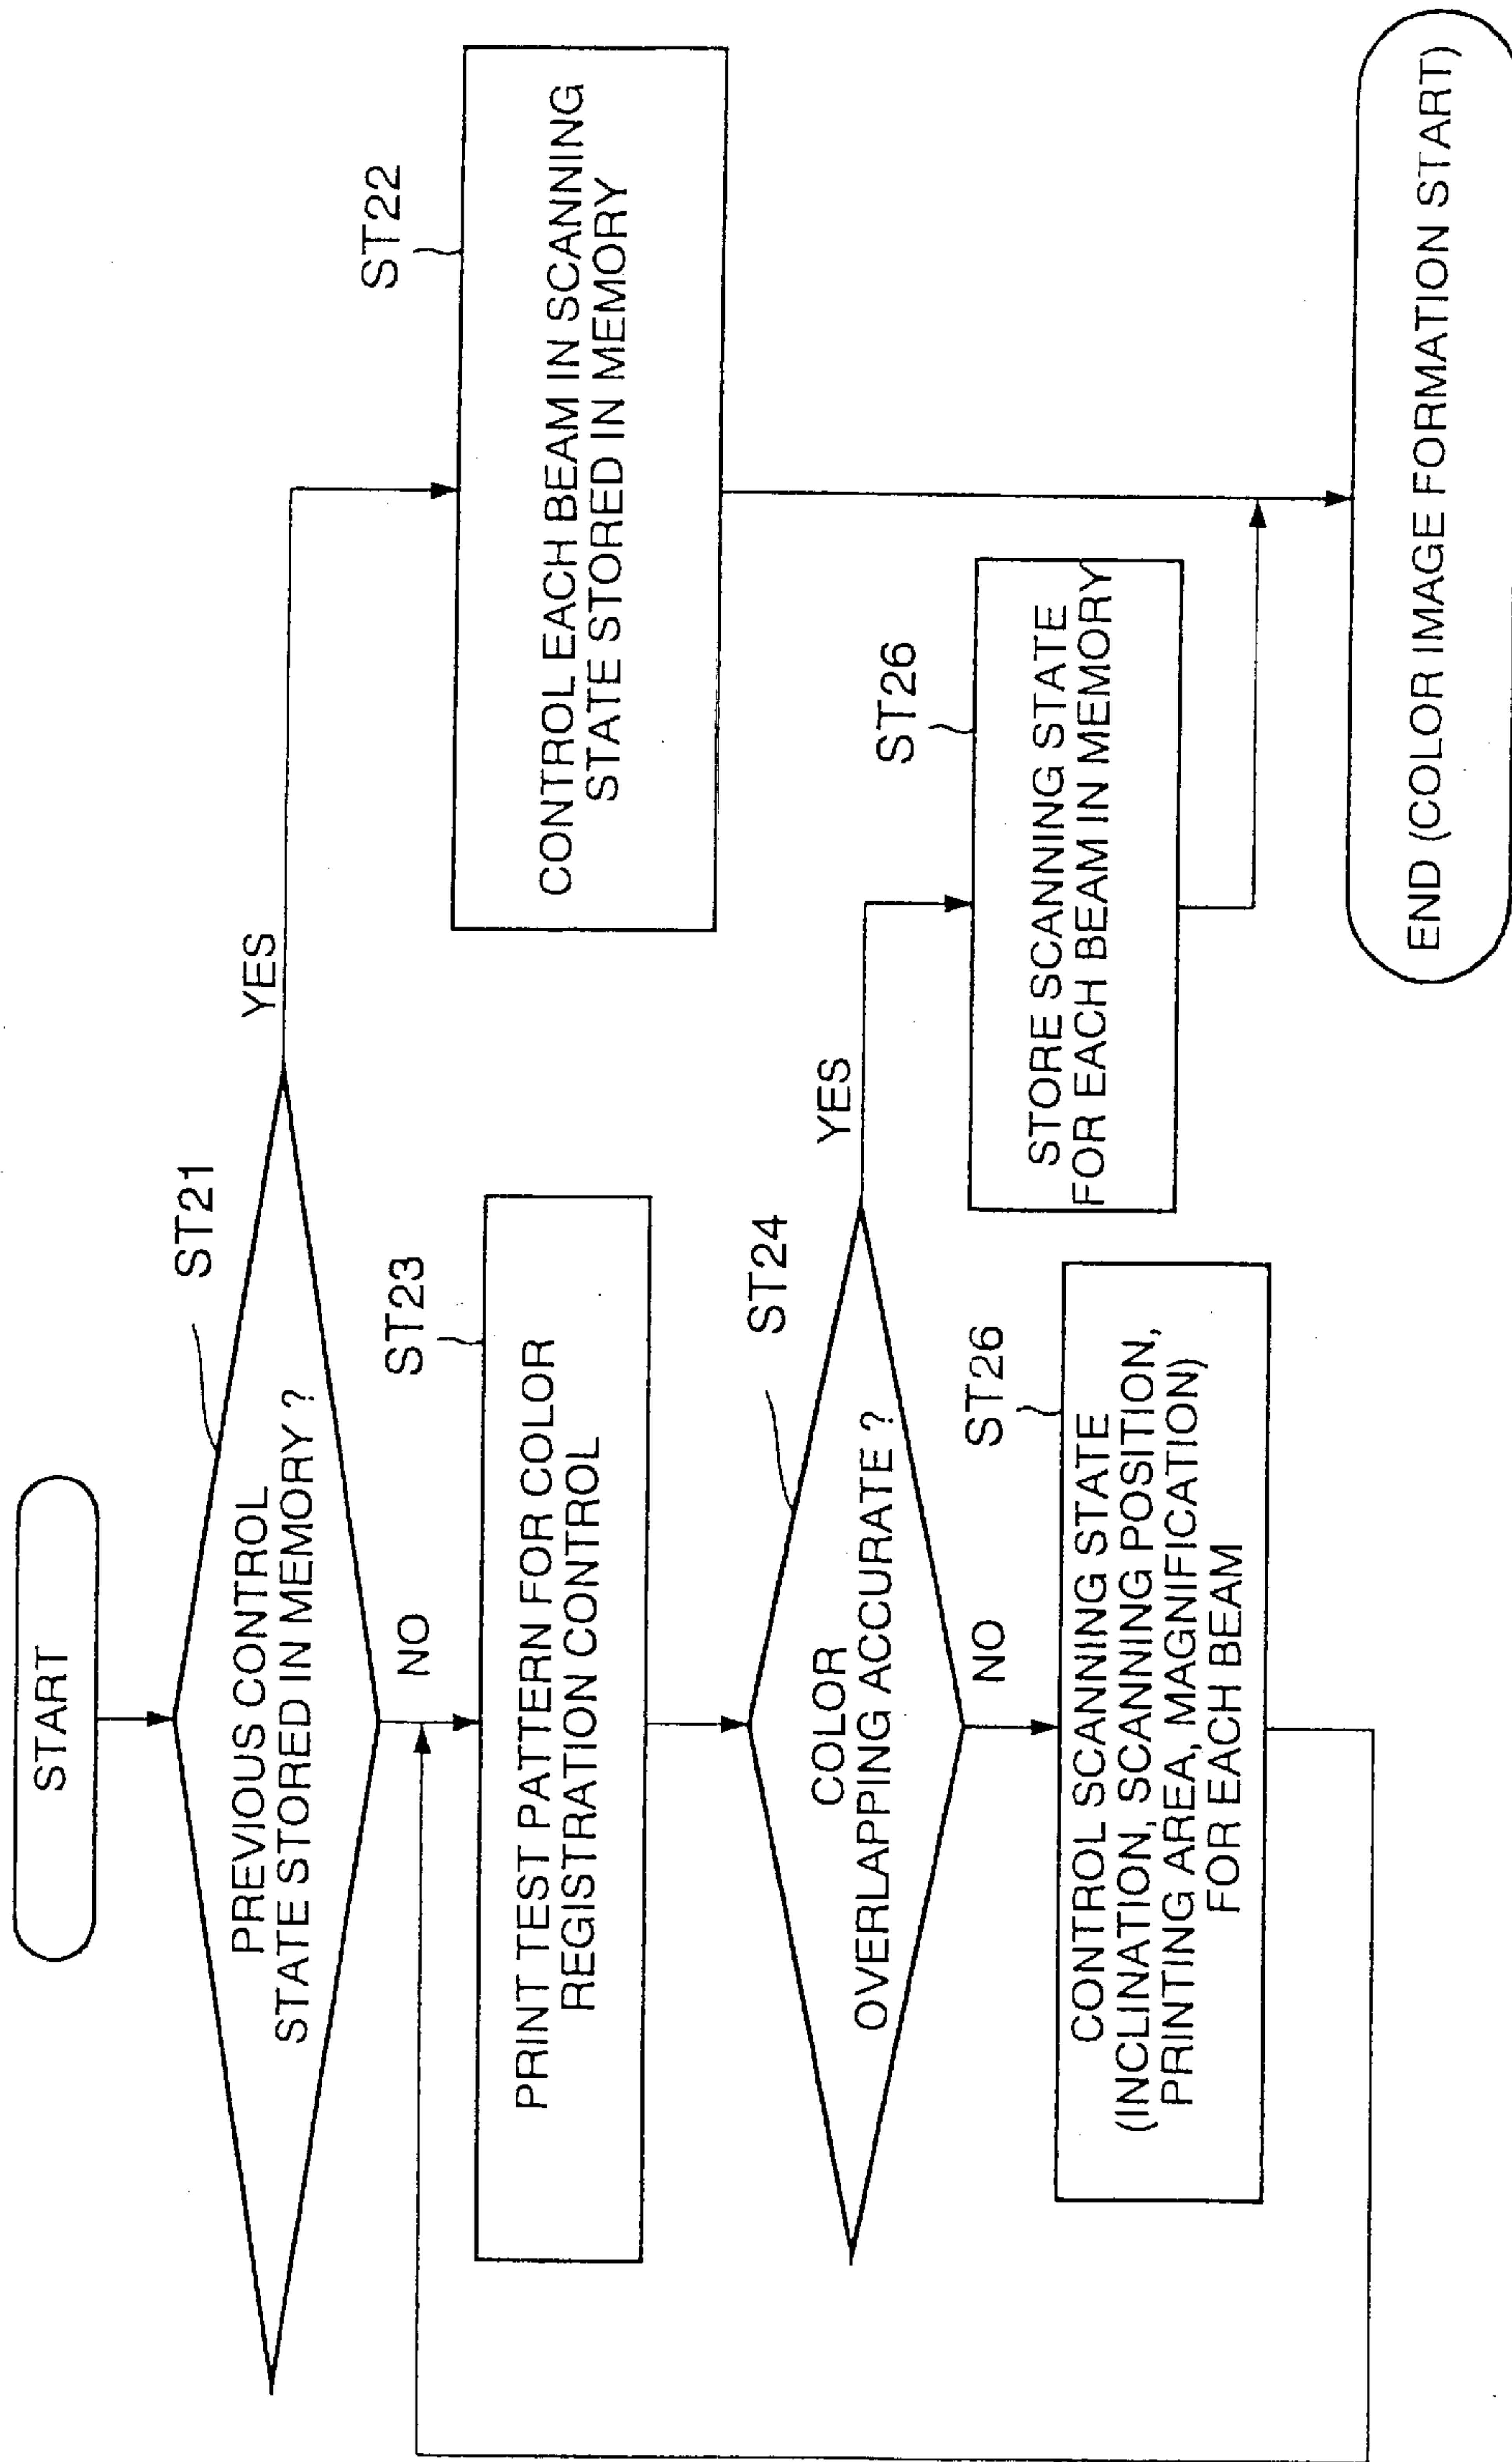 START
ST21
PREVIOUS CONTROL
STATE STORED IN MEMORY ?
YES
NO
ST22
CONTROL EACH BEAM IN SCANNING
STATE STORED IN MEMORY
ST23
PRINT TEST PATTERN FOR COLOR
REGISTRATION CONTROL
ST24
COLOR
OVERLAPPING ACCURATE ?
YES
NO
ST26
STORE SCANNING STATE
FOR EACH BEAM IN MEMORY
ST26
CONTROL SCANNING STATE
(INCLINATION, SCANNING POSITION,
PRINTING AREA, MAGNIFICATION)
FOR EACH BEAM
END (COLOR IMAGE FORMATION START)